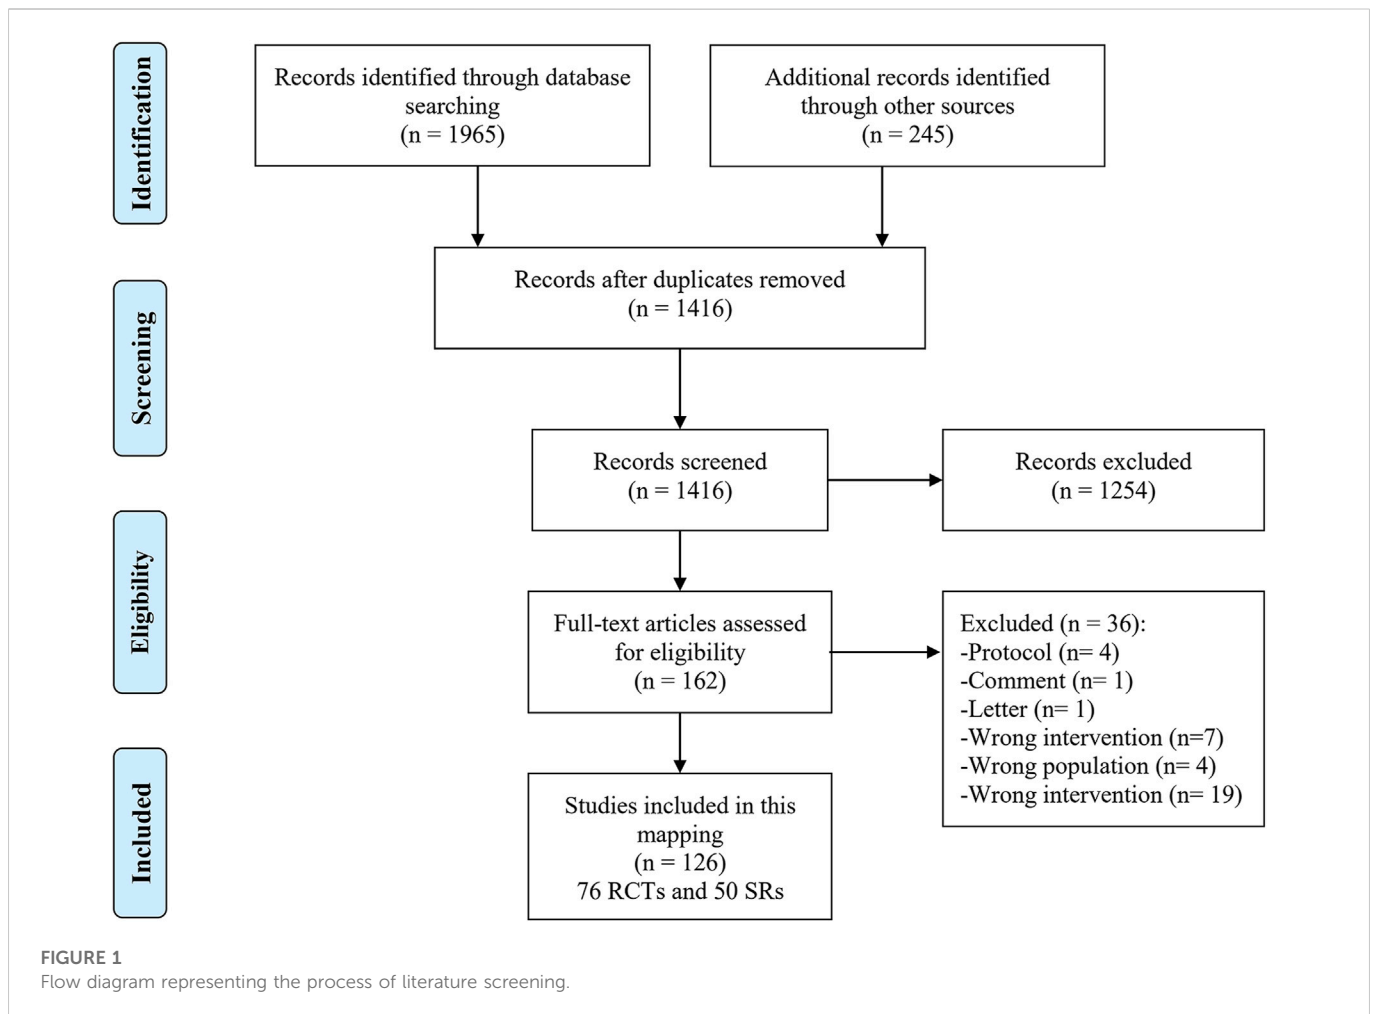 Identification
Records identified through database
searching
(n = 1965)
Additional records identified
through other sources
(n = 245)
Records after duplicates removed
(n = 1416)
Screening
Records screened
(n = 1416)
Records excluded
(n = 1254)
Eligibility
Full-text articles assessed
for eligibility
(n = 162)
Excluded (n = 36):
-Protocol (n= 4)
-Comment (n= 1)
-Letter (n= 1)
-Wrong intervention (n=7)
-Wrong population (n= 4)
-Wrong intervention (n= 19)
Included
Studies included in this
mapping
(n = 126)
76 RCTs and 50 SRs
FIGURE 1
Flow diagram representing the process of literature screening.